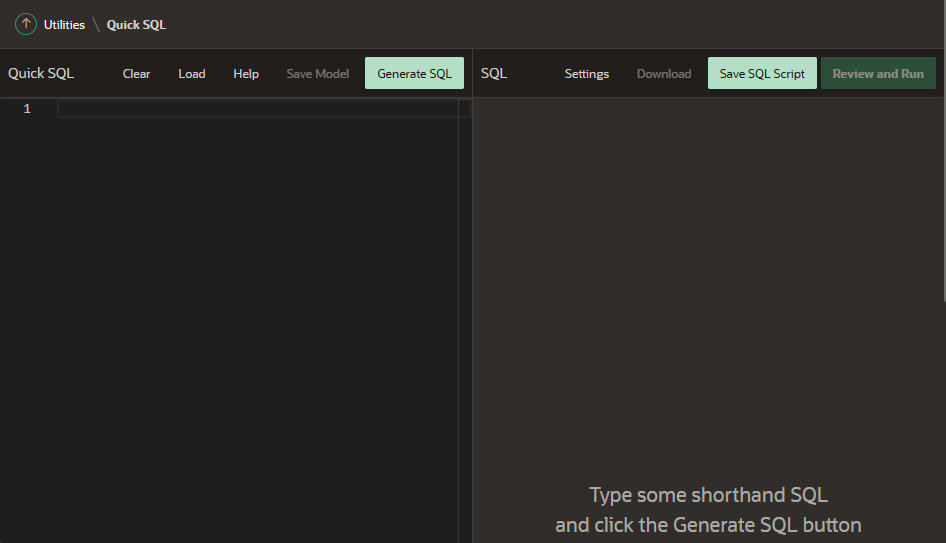 Utilities \ Quick SQL
Quick SQL Clear Load Help Save Model Generate SQL
SQL Settings Download Save SQL Script Review and Run
1
Type some shorthand SQL
and click the Generate SQL button